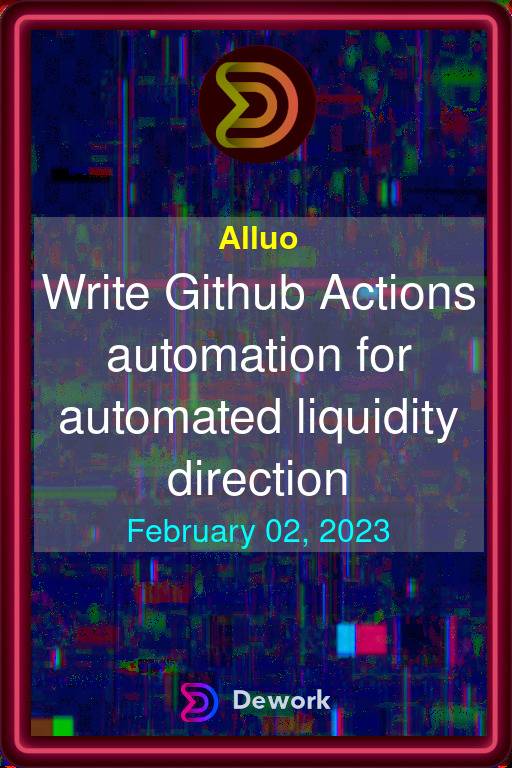 Alluo
Write Github Actions
automation for
automated liquidity
direction
February 02, 2023
Dework